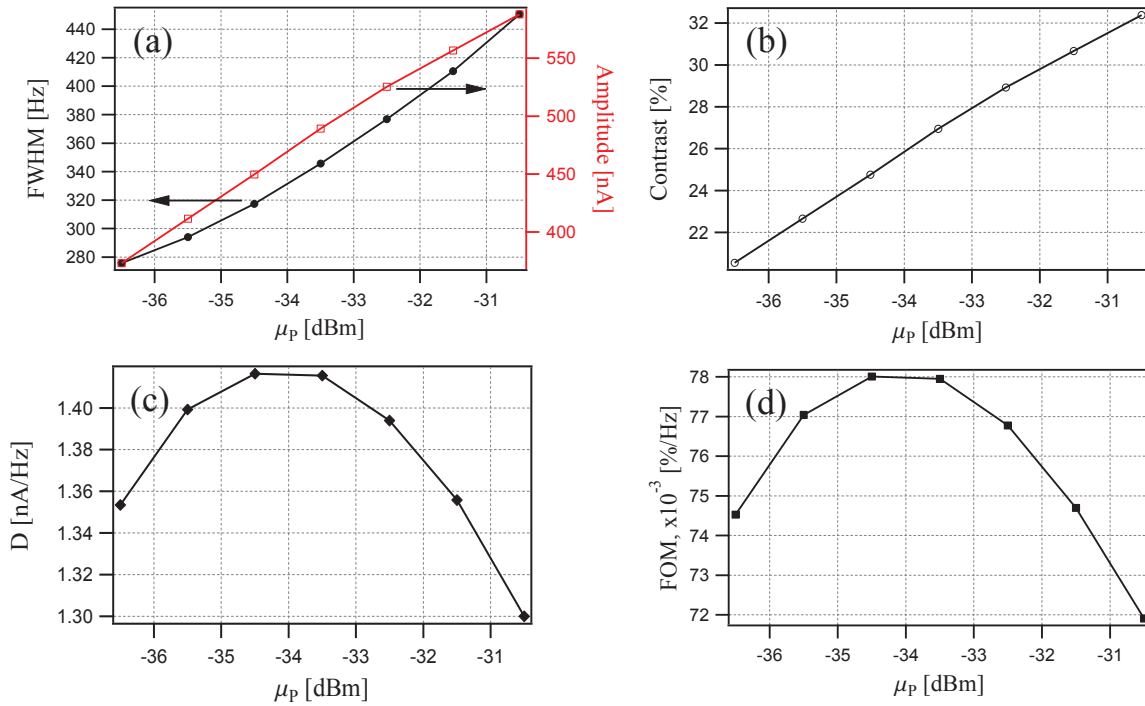 (a)
440
420
400
380
360
340
320
300
280
FWHM [Hz]
550
500
450
400
Amplitude [nA]
-36 -35 -34 -33 -32 -31
μP [dBm]
(b)
32
30
28
26
24
22
Contrast [%]
-36 -35 -34 -33 -32 -31
μP [dBm]
(c)
1.40
1.38
1.36
1.34
1.32
1.30
D [nA/Hz]
-36 -35 -34 -33 -32 -31
μP [dBm]
(d)
78
77
76
75
74
73
72
FOM, x10⁻³ [%/Hz]
-36 -35 -34 -33 -32 -31
μP [dBm]